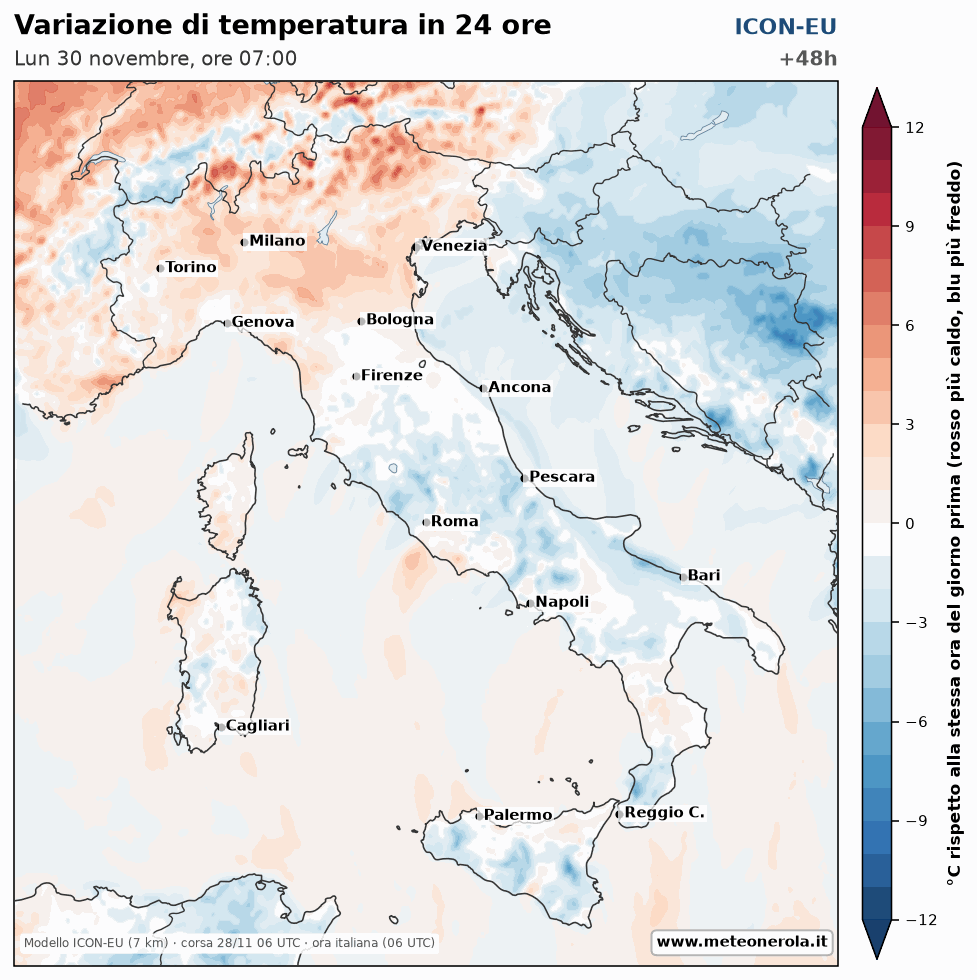 Variazione di temperatura in 24 ore
ICON-EU
Lun 30 novembre, ore 07:00
+48h
Milano
Venezia
Torino
Genova
Bologna
Firenze
Ancona
Pescara
Roma
Bari
Napoli
Cagliari
Palermo
Reggio C.
12
9
6
3
0
−3
−6
−9
−12
°C rispetto alla stessa ora del giorno prima (rosso più caldo, blu più freddo)
Modello ICON-EU (7 km) · corsa 28/11 06 UTC · ora italiana (06 UTC)
www.meteonerola.it